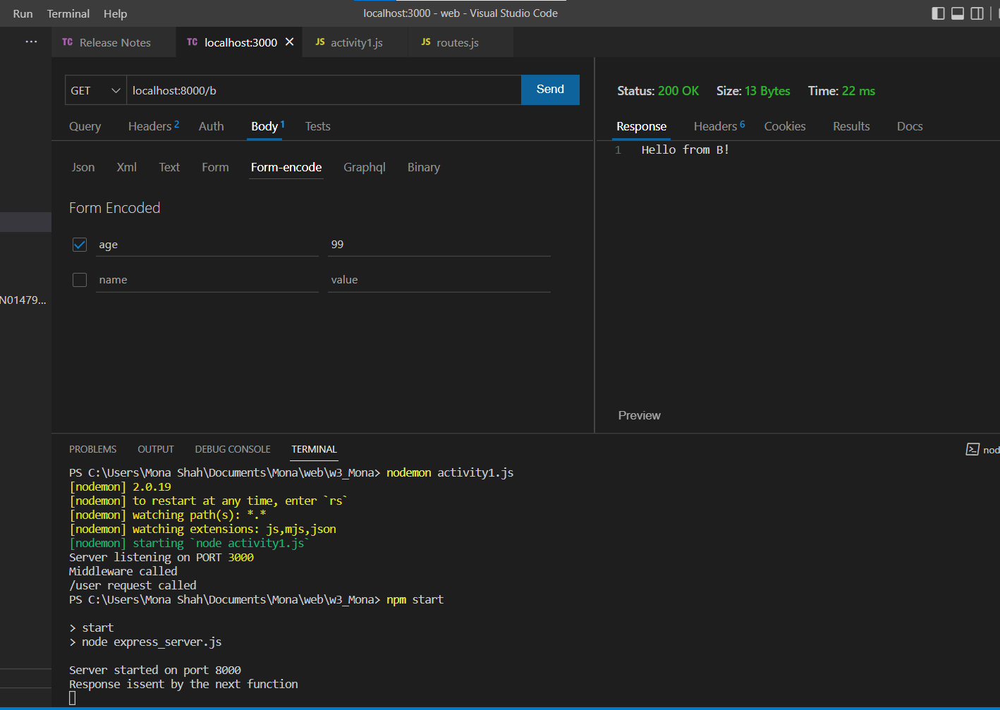 Run Terminal Help localhost:3000 - web - Visual Studio Code
... TC Release Notes TC localhost:3000 JS activity1.js JS routes.js
GET localhost:8000/b Send
Status: 200 OK Size: 13 Bytes Time: 22 ms
Query Headers 2 Auth Body 1 Tests
Response Headers 6 Cookies Results Docs
1 Hello from B!
Json Xml Text Form Form-encode Graphql Binary
Form Encoded
age 99
name value
N01479...
Preview
PROBLEMS OUTPUT DEBUG CONSOLE TERMINAL nod
PS C:\Users\Mona Shah\Documents\Mona\web\w3_Mona> nodemon activity1.js
[nodemon] 2.0.19
[nodemon] to restart at any time, enter `rs`
[nodemon] watching path(s): *.*
[nodemon] watching extensions: js,mjs,json
[nodemon] starting `node activity1.js`
Server listening on PORT 3000
Middleware called
/user request called
PS C:\Users\Mona Shah\Documents\Mona\web\w3_Mona> npm start
> start
> node express_server.js
Server started on port 8000
Response issent by the next function